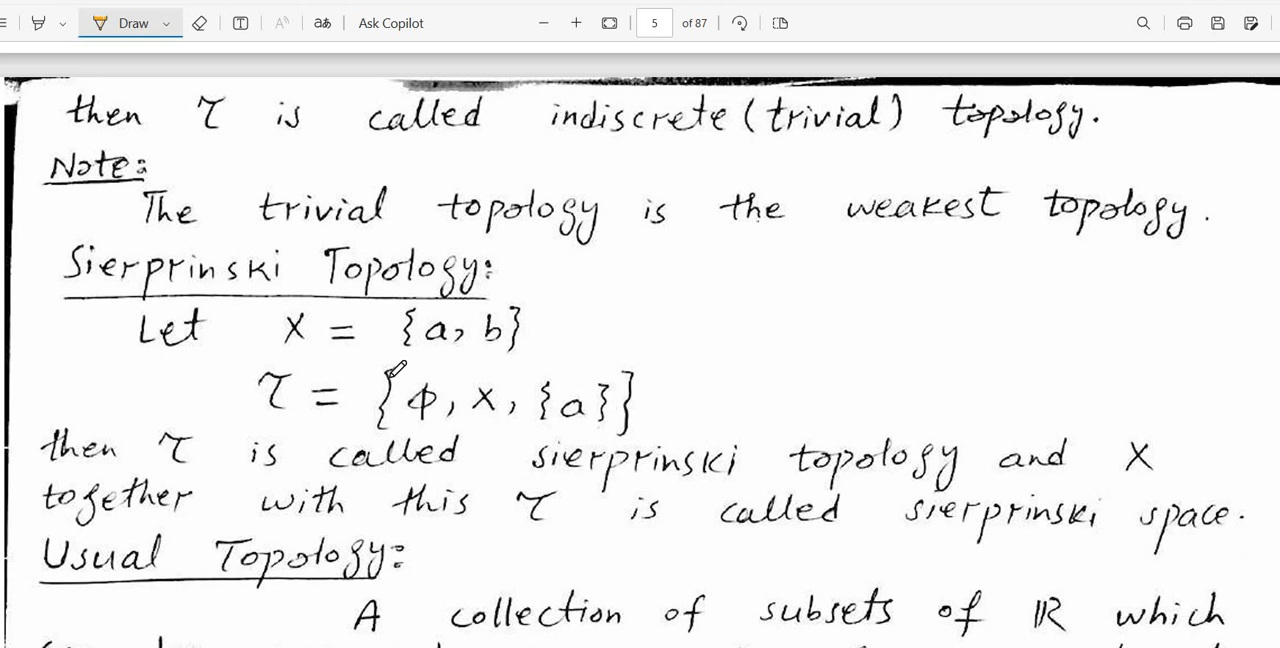 Draw
aあ
Ask Copilot
5 of 87
then τ is called indiscrete (trivial) topology.
Note:
The trivial topology is the weakest topology.
Sierprinski Topology:
Let X = {a, b}
τ = {ϕ, X, {a}}
then τ is called sierprinski topology and X
together with this τ is called sierprinski space.
Usual Topology:
A collection of subsets of ℝ which